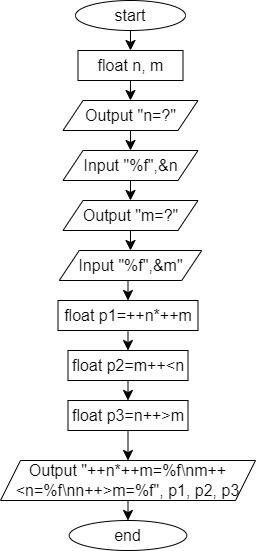 start
float n, m
Output "n=?"
Input "%f",&n
Output "m=?"
Input "%f",&m"
float p1=++n*++m
float p2=m++<n
float p3=n++>m
Output "++n*++m=%f\nm++
<n=%f\nn++>m=%f", p1, p2, p3
end